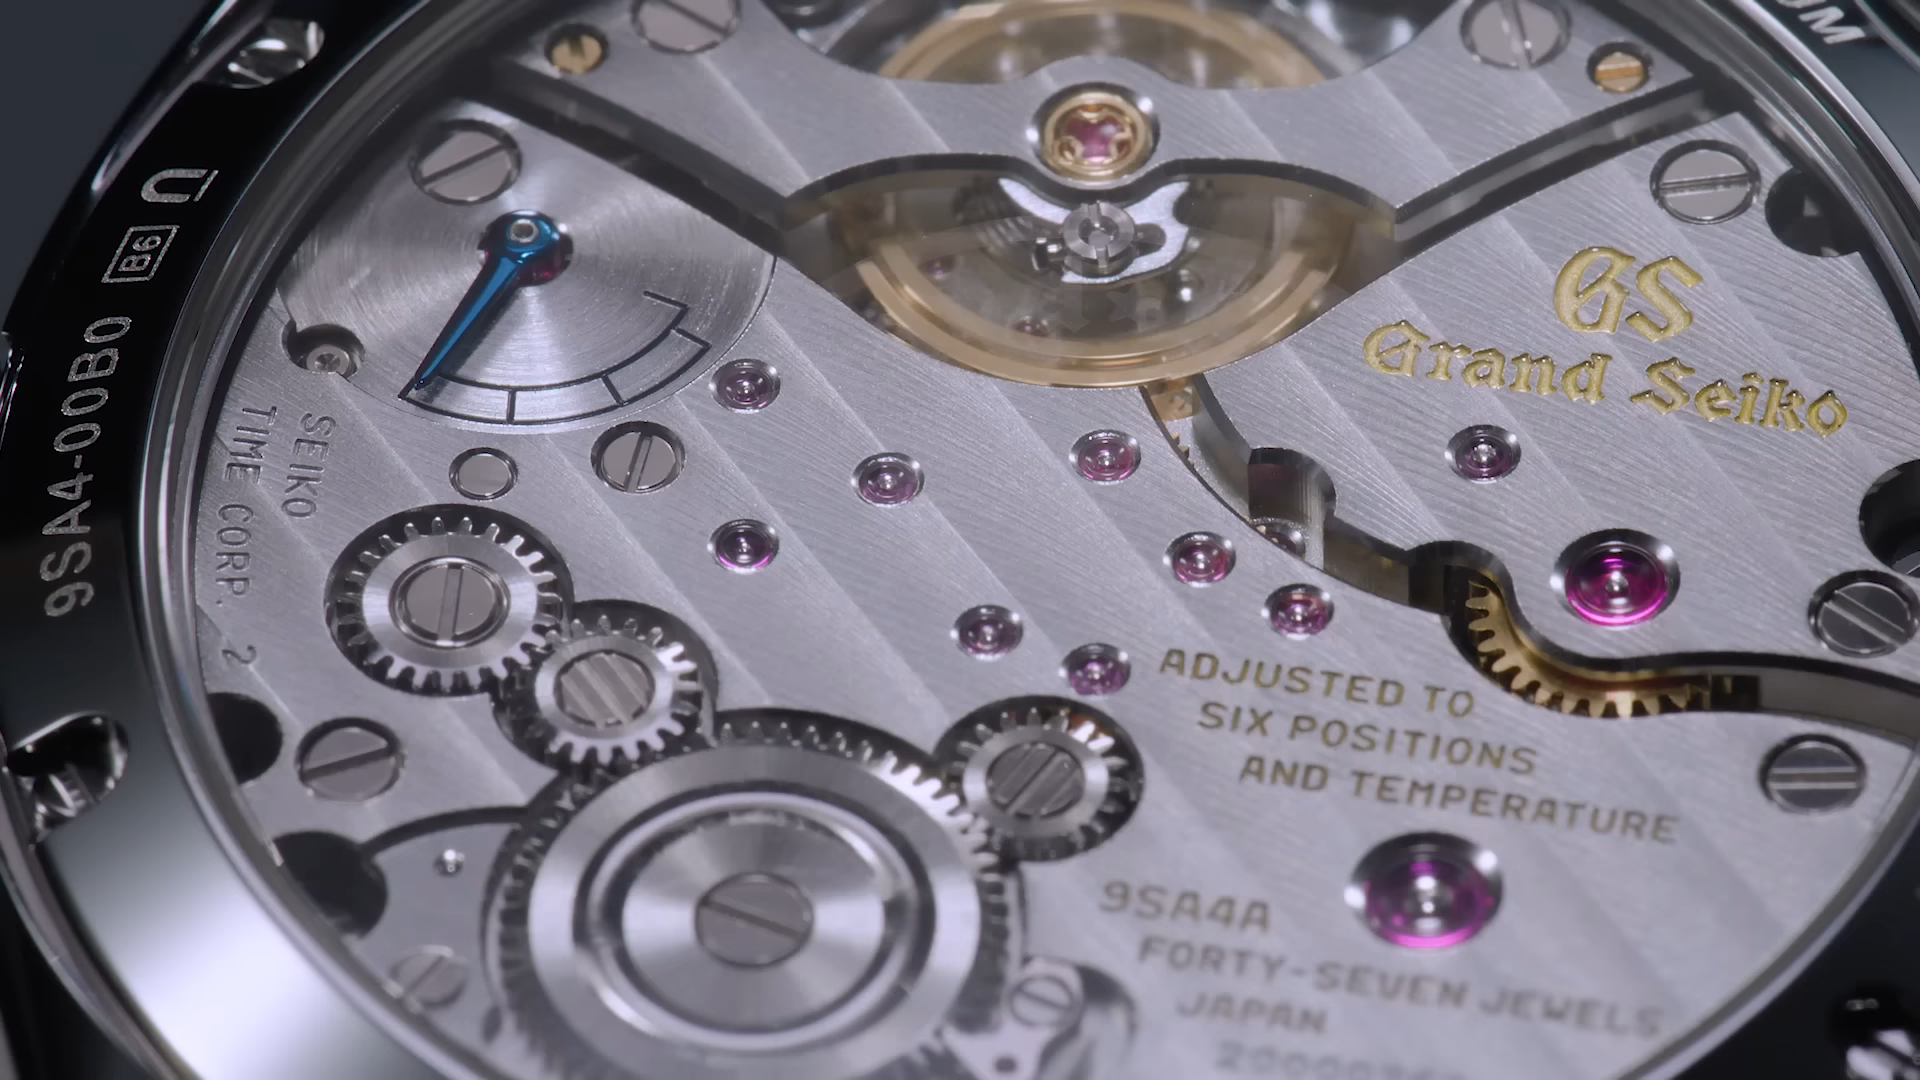 UM
GS
Grand Seiko
9SA4-00B0
B6
SEIKO
TIME CORP. 2
ADJUSTED TO
SIX POSITIONS
AND TEMPERATURE
9SA4A
FORTY-SEVEN JEWELS
JAPAN